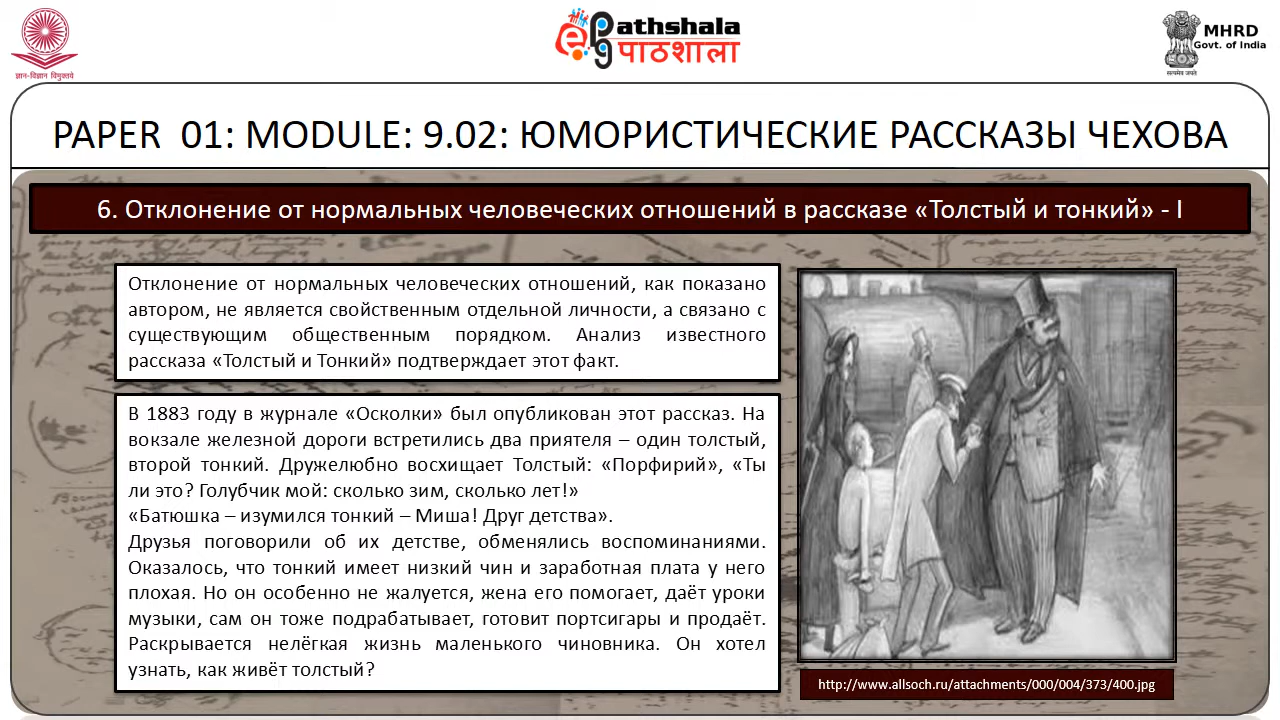 ज्ञान-विज्ञान विमुक्तये
ePG Pathshala
पाठशाला
MHRD
Govt. of India
सत्यमेव जयते
PAPER 01: MODULE: 9.02: ЮМОРИСТИЧЕСКИЕ РАССКАЗЫ ЧЕХОВА
6. Отклонение от нормальных человеческих отношений в рассказе «Толстый и тонкий» - I
Отклонение от нормальных человеческих отношений, как показано
автором, не является свойственным отдельной личности, а связано с
существующим общественным порядком. Анализ известного
рассказа «Толстый и Тонкий» подтверждает этот факт.
В 1883 году в журнале «Осколки» был опубликован этот рассказ. На
вокзале железной дороги встретились два приятеля – один толстый,
второй тонкий. Дружелюбно восхищает Толстый: «Порфирий», «Ты
ли это? Голубчик мой: сколько зим, сколько лет!»
«Батюшка – изумился тонкий – Миша! Друг детства».
Друзья поговорили об их детстве, обменялись воспоминаниями.
Оказалось, что тонкий имеет низкий чин и заработная плата у него
плохая. Но он особенно не жалуется, жена его помогает, даёт уроки
музыки, сам он тоже подрабатывает, готовит портсигары и продаёт.
Раскрывается нелёгкая жизнь маленького чиновника. Он хотел
узнать, как живёт толстый?
http://www.allsoch.ru/attachments/000/004/373/400.jpg